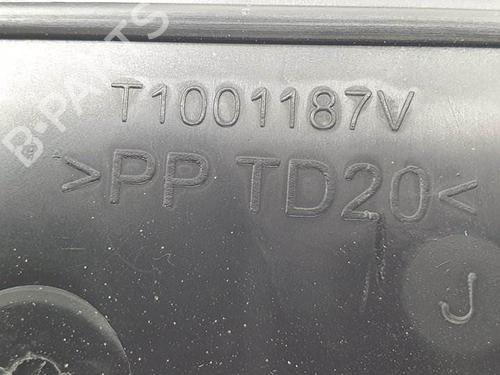 B-PARTS
T1001187V
>PP TD20<
J